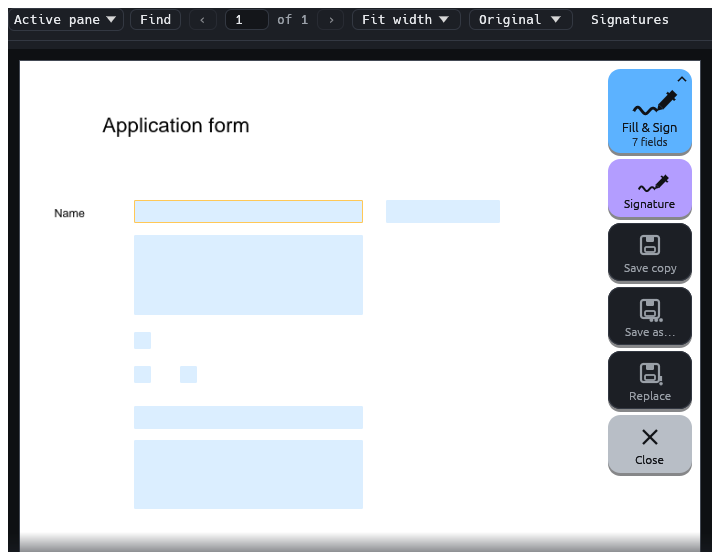 Active pane Find ‹ 1 of 1 › Fit width Original Signatures
Application form
Fill & Sign
7 fields
Name
Signature
Save copy
Save as...
Replace
Close